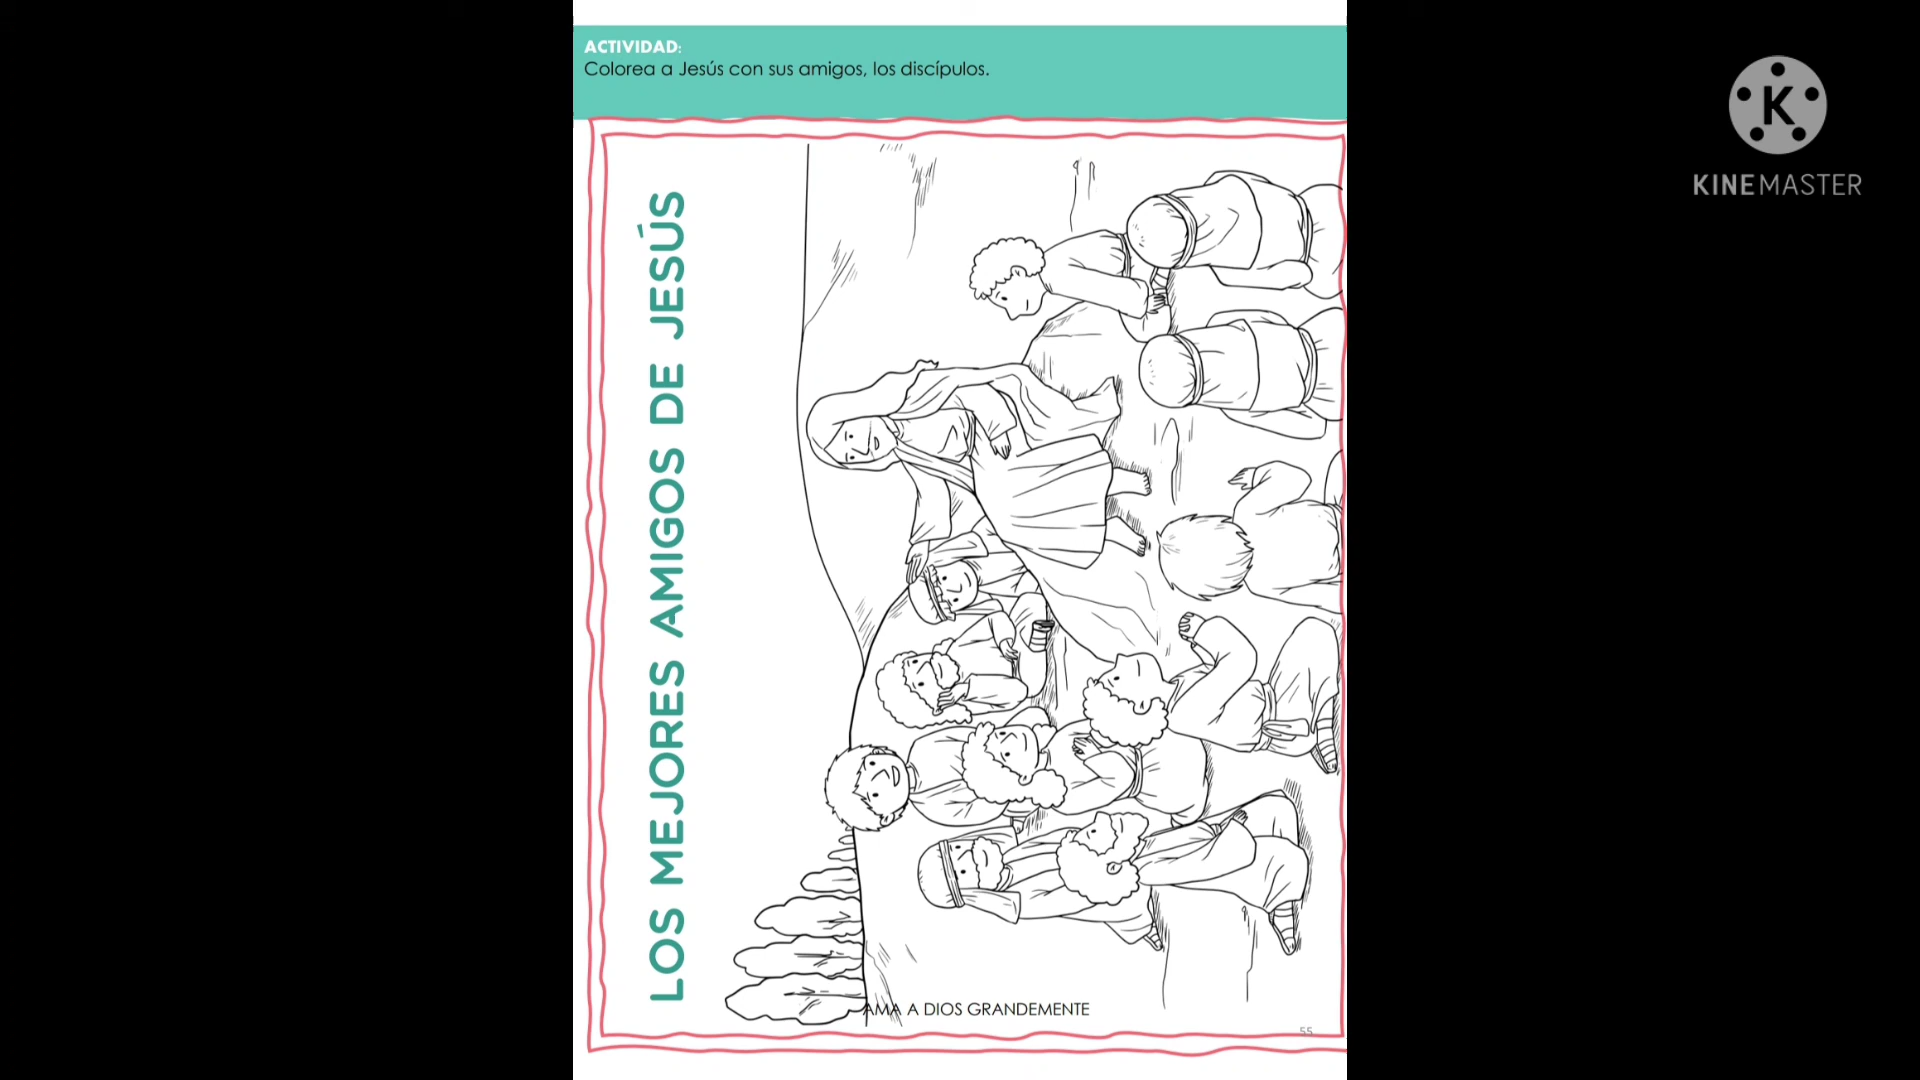 ACTIVIDAD:
Colorea a Jesús con sus amigos, los discípulos.
LOS MEJORES AMIGOS DE JESÚS
AMA A DIOS GRANDEMENTE
55
K
KINEMASTER